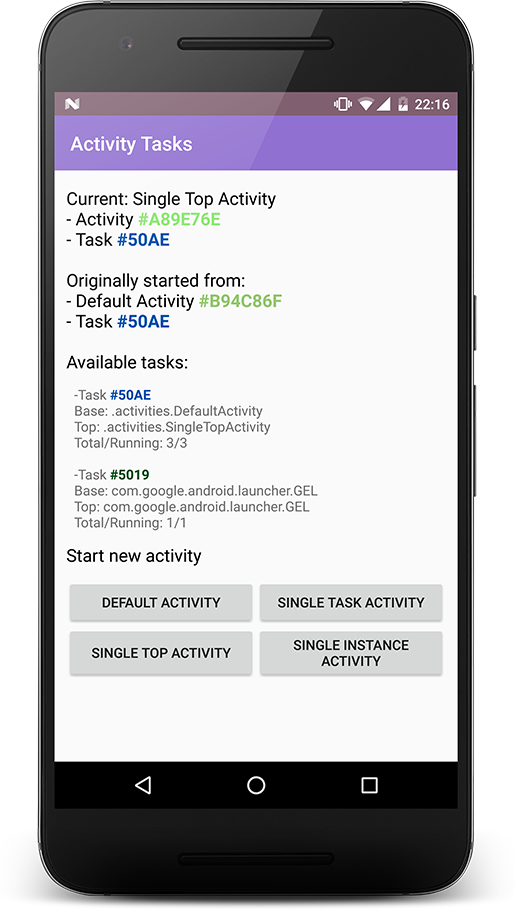 22:16
Activity Tasks
Current: Single Top Activity
- Activity #A89E76E
- Task #50AE
Originally started from:
- Default Activity #B94C86F
- Task #50AE
Available tasks:
-Task #50AE
Base: .activities.DefaultActivity
Top: .activities.SingleTopActivity
Total/Running: 3/3
-Task #5019
Base: com.google.android.launcher.GEL
Top: com.google.android.launcher.GEL
Total/Running: 1/1
Start new activity
DEFAULT ACTIVITY
SINGLE TASK ACTIVITY
SINGLE TOP ACTIVITY
SINGLE INSTANCE
ACTIVITY